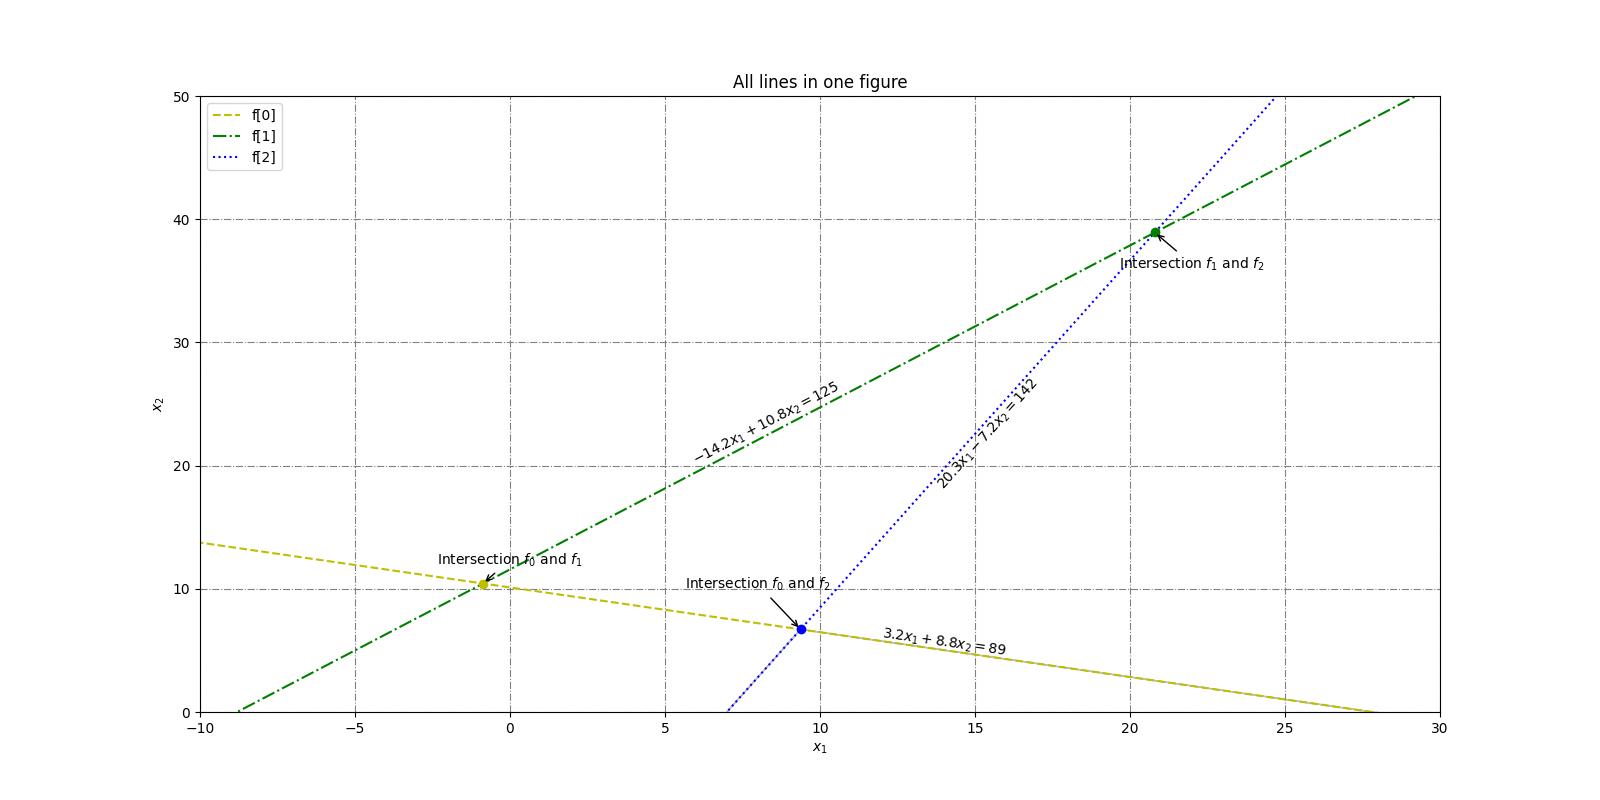 All lines in one figure
f[0]
f[1]
f[2]
50
40
30
20
10
0
x₂
Intersection f₁ and f₂
−14.2x₁ + 10.8x₂ = 125
20.3x₁ − 7.2x₂ = 142
Intersection f₀ and f₁
Intersection f₀ and f₂
3.2x₁ + 8.8x₂ = 89
−10 −5 0 5 10 15 20 25 30
x₁